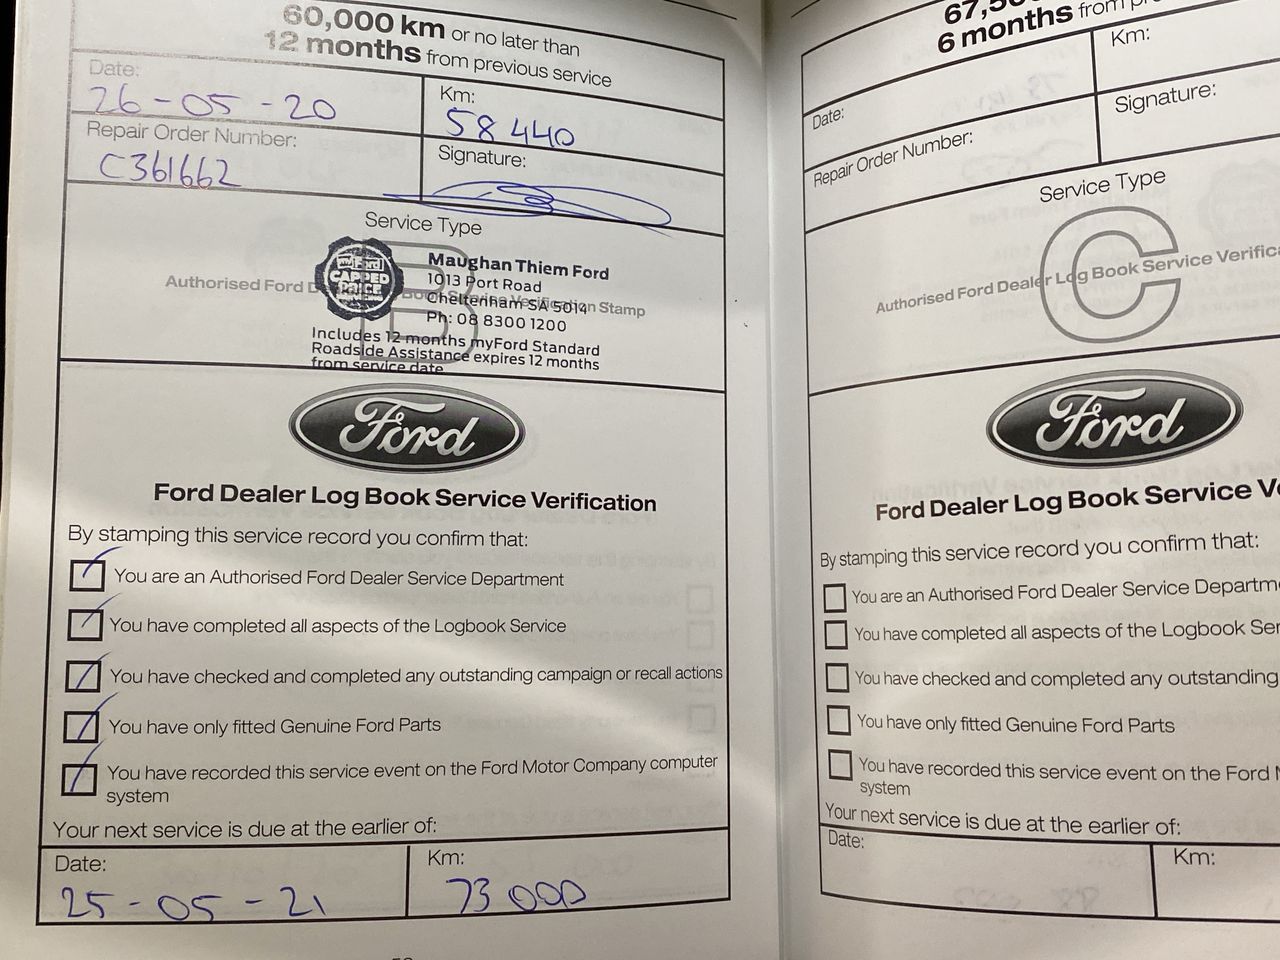 60,000 km or no later than
12 months from previous service
Date:
26-05-20
Km:
58 440
Repair Order Number:
C361662
Signature:
Service Type
B
Authorised Ford Dealer Log Book Service Verification Stamp
myFord
CAPPED
PRICE
Maughan Thiem Ford
1013 Port Road
Cheltenham SA 5014
Ph: 08 8300 1200
Includes 12 months myFord Standard
Roadside Assistance expires 12 months
from service date
Ford
Ford Dealer Log Book Service Verification
By stamping this service record you confirm that:
You are an Authorised Ford Dealer Service Department
You have completed all aspects of the Logbook Service
You have checked and completed any outstanding campaign or recall actions
You have only fitted Genuine Ford Parts
You have recorded this service event on the Ford Motor Company computer
system
Your next service is due at the earlier of:
Date:
25-05-21
Km:
73 000
6 months from
Date:
Km:
Repair Order Number:
Signature:
Service Type
C
Authorised Ford Dealer Log Book Service
Ford
Ford Dealer Log Book Service
By stamping this service record you confirm that:
You are an Authorised Ford Dealer Service
You have completed all aspects of the Logbook
You have checked and completed any outstanding
You have only fitted Genuine Ford Parts
You have recorded this service event on the Ford
system
Your next service is due at the earlier of:
Date:
Km: